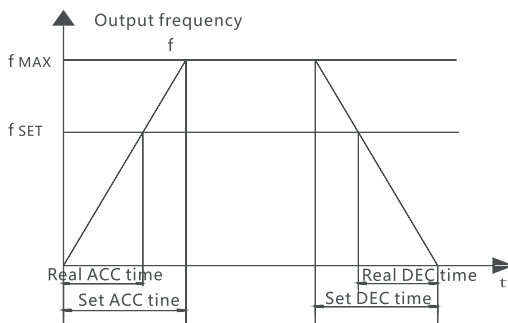 Output frequency
f
f MAX
f SET
Real ACC time
Real DEC time
t
Set ACC tine
Set DEC time